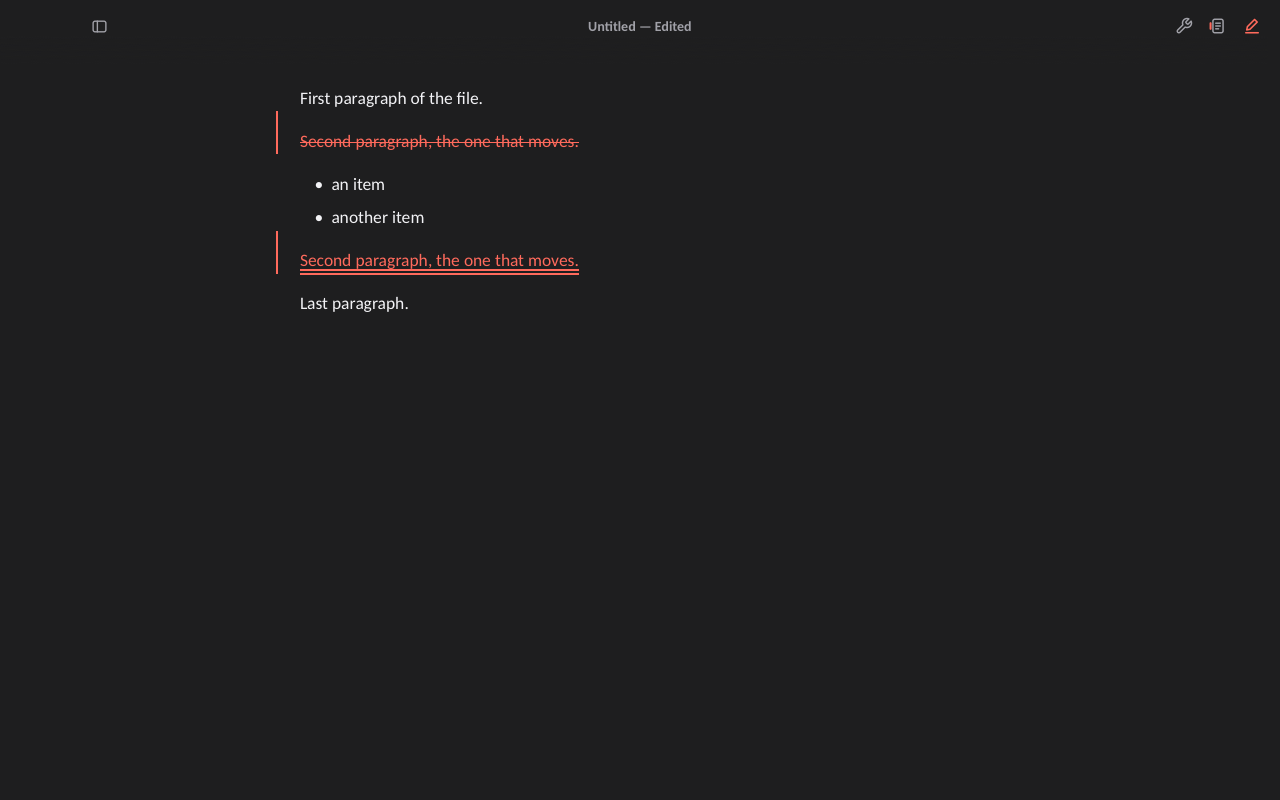 Untitled — Edited
First paragraph of the file.
Second paragraph, the one that moves.
• an item
• another item
Second paragraph, the one that moves.
Last paragraph.